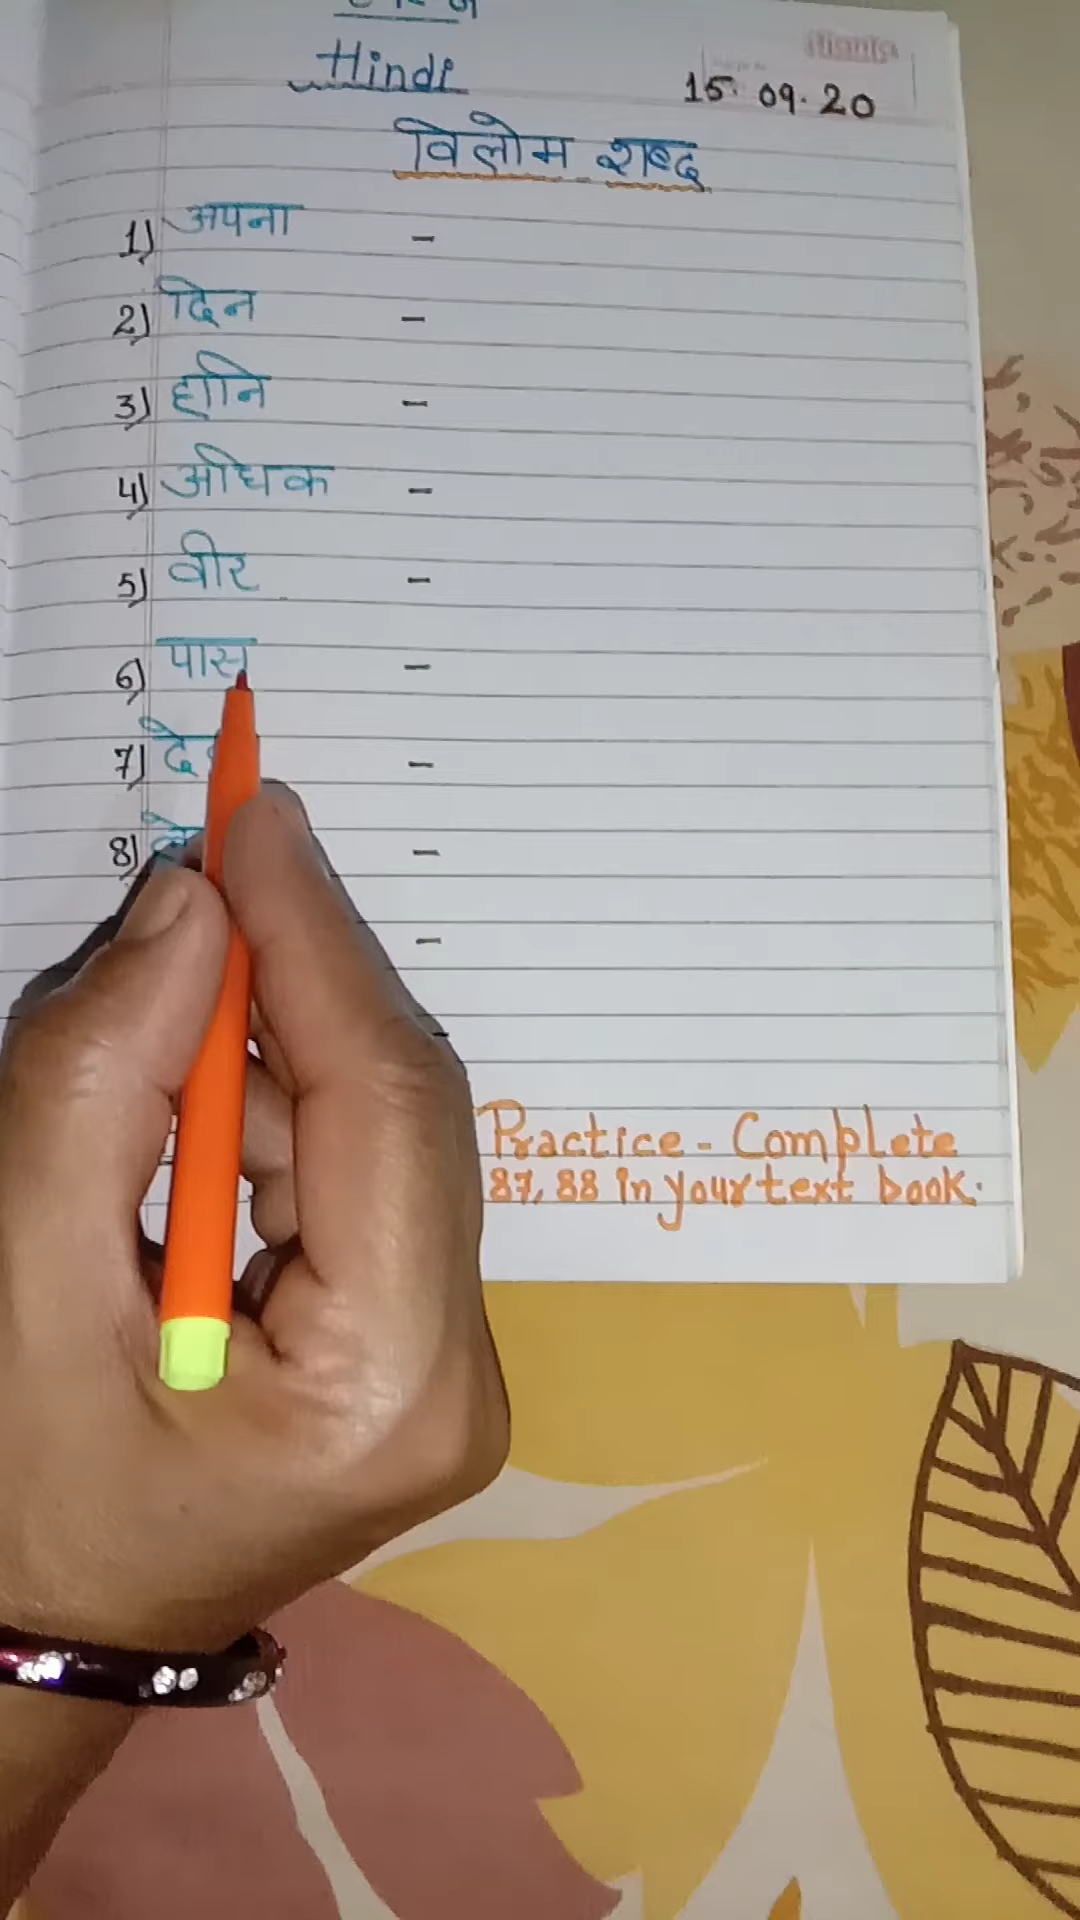 Hindi
15.09.20
विलोम शब्द
1) अपना -
2) दिन -
3) हानि -
4) अधिक -
5) वीर -
6) पास -
7) -
8) -
-
Practice - Complete
87, 88 in your text book.